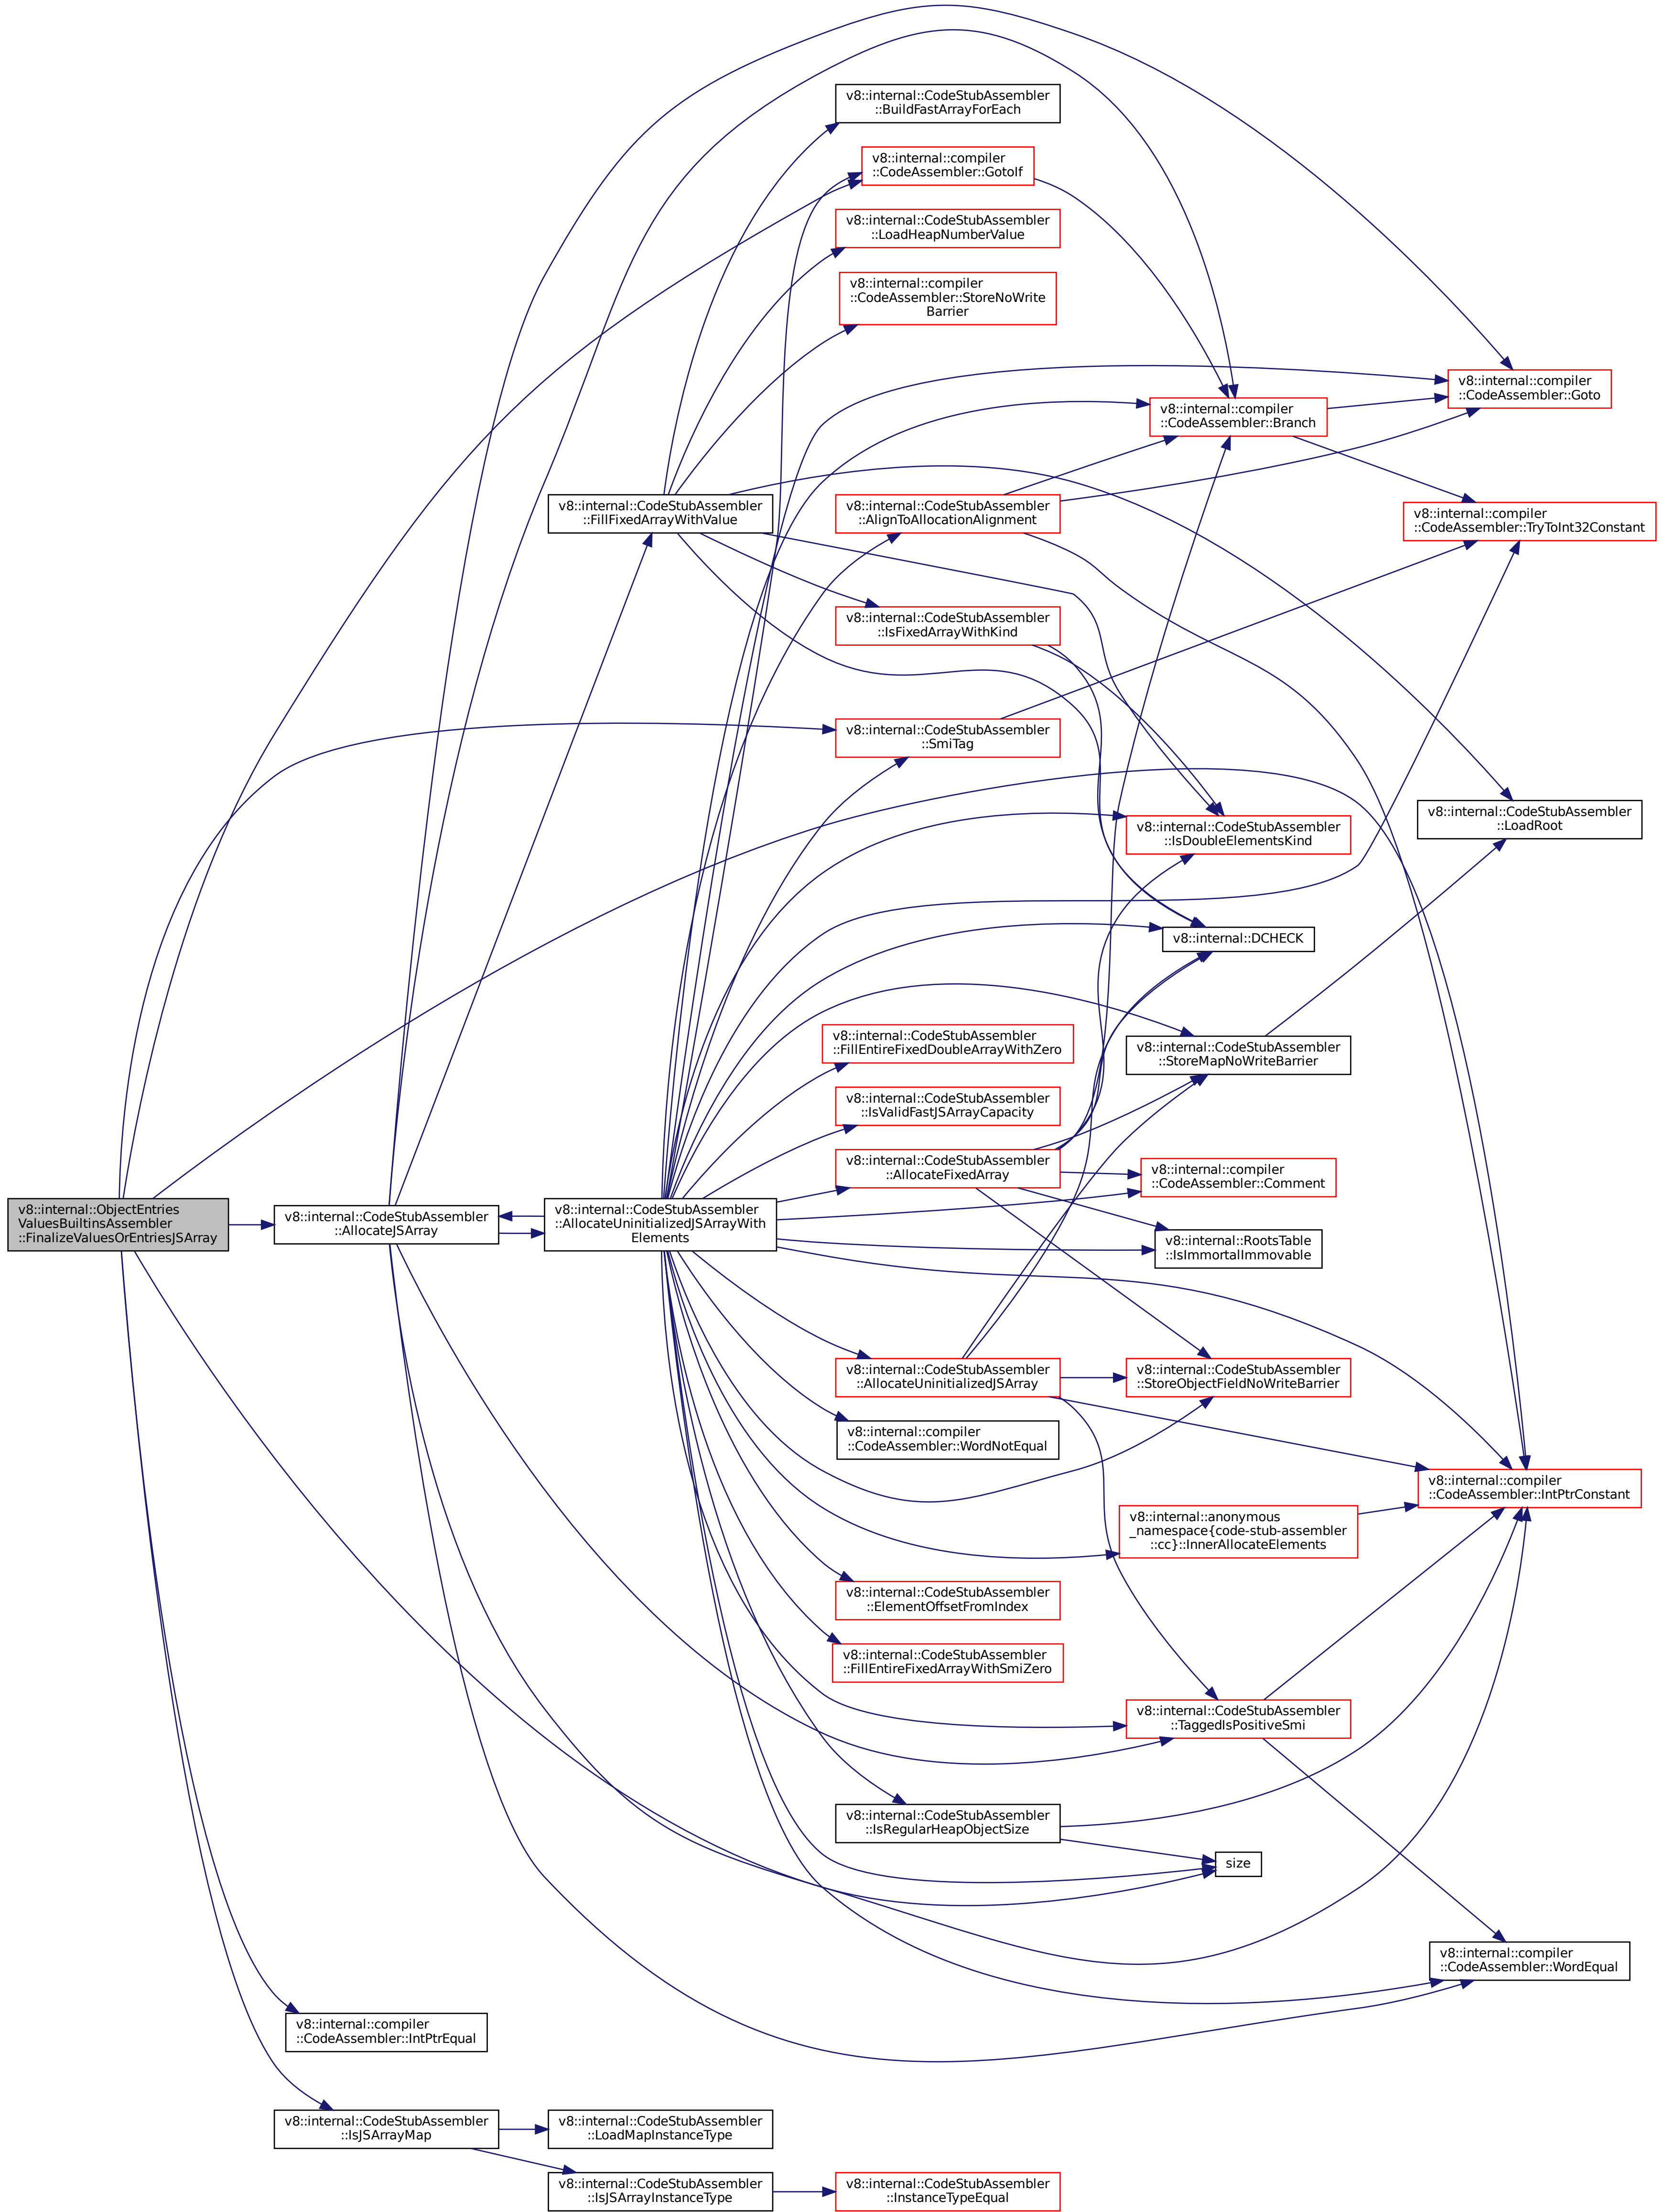 v8::internal::CodeStubAssembler
::BuildFastArrayForEach
v8::internal::compiler
::CodeAssembler::GotoIf
v8::internal::CodeStubAssembler
::LoadHeapNumberValue
v8::internal::compiler
::CodeAssembler::StoreNoWrite
Barrier
v8::internal::compiler
::CodeAssembler::Goto
v8::internal::compiler
::CodeAssembler::Branch
v8::internal::CodeStubAssembler
::FillFixedArrayWithValue
v8::internal::CodeStubAssembler
::AlignToAllocationAlignment
v8::internal::compiler
::CodeAssembler::TryToInt32Constant
v8::internal::CodeStubAssembler
::IsFixedArrayWithKind
v8::internal::CodeStubAssembler
::SmiTag
v8::internal::CodeStubAssembler
::LoadRoot
v8::internal::CodeStubAssembler
::IsDoubleElementsKind
v8::internal::DCHECK
v8::internal::CodeStubAssembler
::FillEntireFixedDoubleArrayWithZero
v8::internal::CodeStubAssembler
::StoreMapNoWriteBarrier
v8::internal::CodeStubAssembler
::IsValidFastJSArrayCapacity
v8::internal::CodeStubAssembler
::AllocateFixedArray
v8::internal::compiler
::CodeAssembler::Comment
v8::internal::ObjectEntries
ValuesBuiltinsAssembler
::FinalizeValuesOrEntriesJSArray
v8::internal::CodeStubAssembler
::AllocateJSArray
v8::internal::CodeStubAssembler
::AllocateUninitializedJSArrayWith
Elements
v8::internal::RootsTable
::IsImmortalImmovable
v8::internal::CodeStubAssembler
::AllocateUninitializedJSArray
v8::internal::CodeStubAssembler
::StoreObjectFieldNoWriteBarrier
v8::internal::compiler
::CodeAssembler::WordNotEqual
v8::internal::compiler
::CodeAssembler::IntPtrConstant
v8::internal::anonymous
_namespace{code-stub-assembler
::cc}::InnerAllocateElements
v8::internal::CodeStubAssembler
::ElementOffsetFromIndex
v8::internal::CodeStubAssembler
::FillEntireFixedArrayWithSmiZero
v8::internal::CodeStubAssembler
::TaggedIsPositiveSmi
v8::internal::CodeStubAssembler
::IsRegularHeapObjectSize
size
v8::internal::compiler
::CodeAssembler::WordEqual
v8::internal::compiler
::CodeAssembler::IntPtrEqual
v8::internal::CodeStubAssembler
::IsJSArrayMap
v8::internal::CodeStubAssembler
::LoadMapInstanceType
v8::internal::CodeStubAssembler
::IsJSArrayInstanceType
v8::internal::CodeStubAssembler
::InstanceTypeEqual